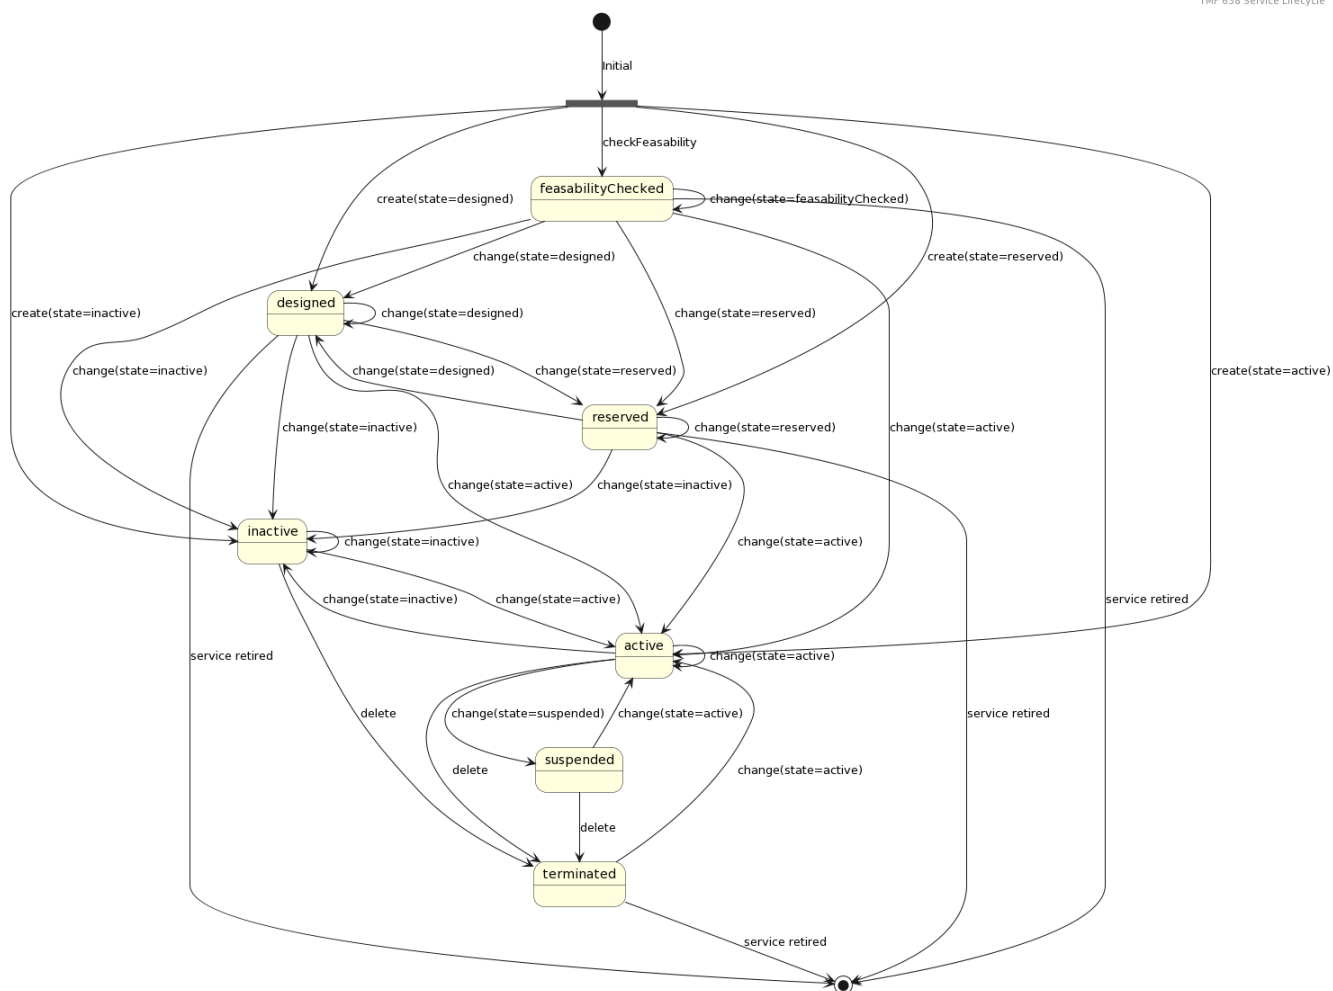 TMF 638 Service Lifecycle
Initial
checkFeasability
feasabilityChecked
create(state=designed)
change(state=feasabilityChecked)
change(state=designed)
create(state=reserved)
designed
create(state=inactive)
change(state=designed)
change(state=reserved)
change(state=inactive)
change(state=designed)
change(state=reserved)
create(state=active)
reserved
change(state=inactive)
change(state=reserved)
change(state=active)
change(state=active)
change(state=inactive)
inactive
change(state=inactive)
change(state=active)
change(state=inactive)
change(state=active)
service retired
active
service retired
change(state=active)
delete
change(state=suspended)
change(state=active)
service retired
suspended
delete
change(state=active)
delete
terminated
service retired